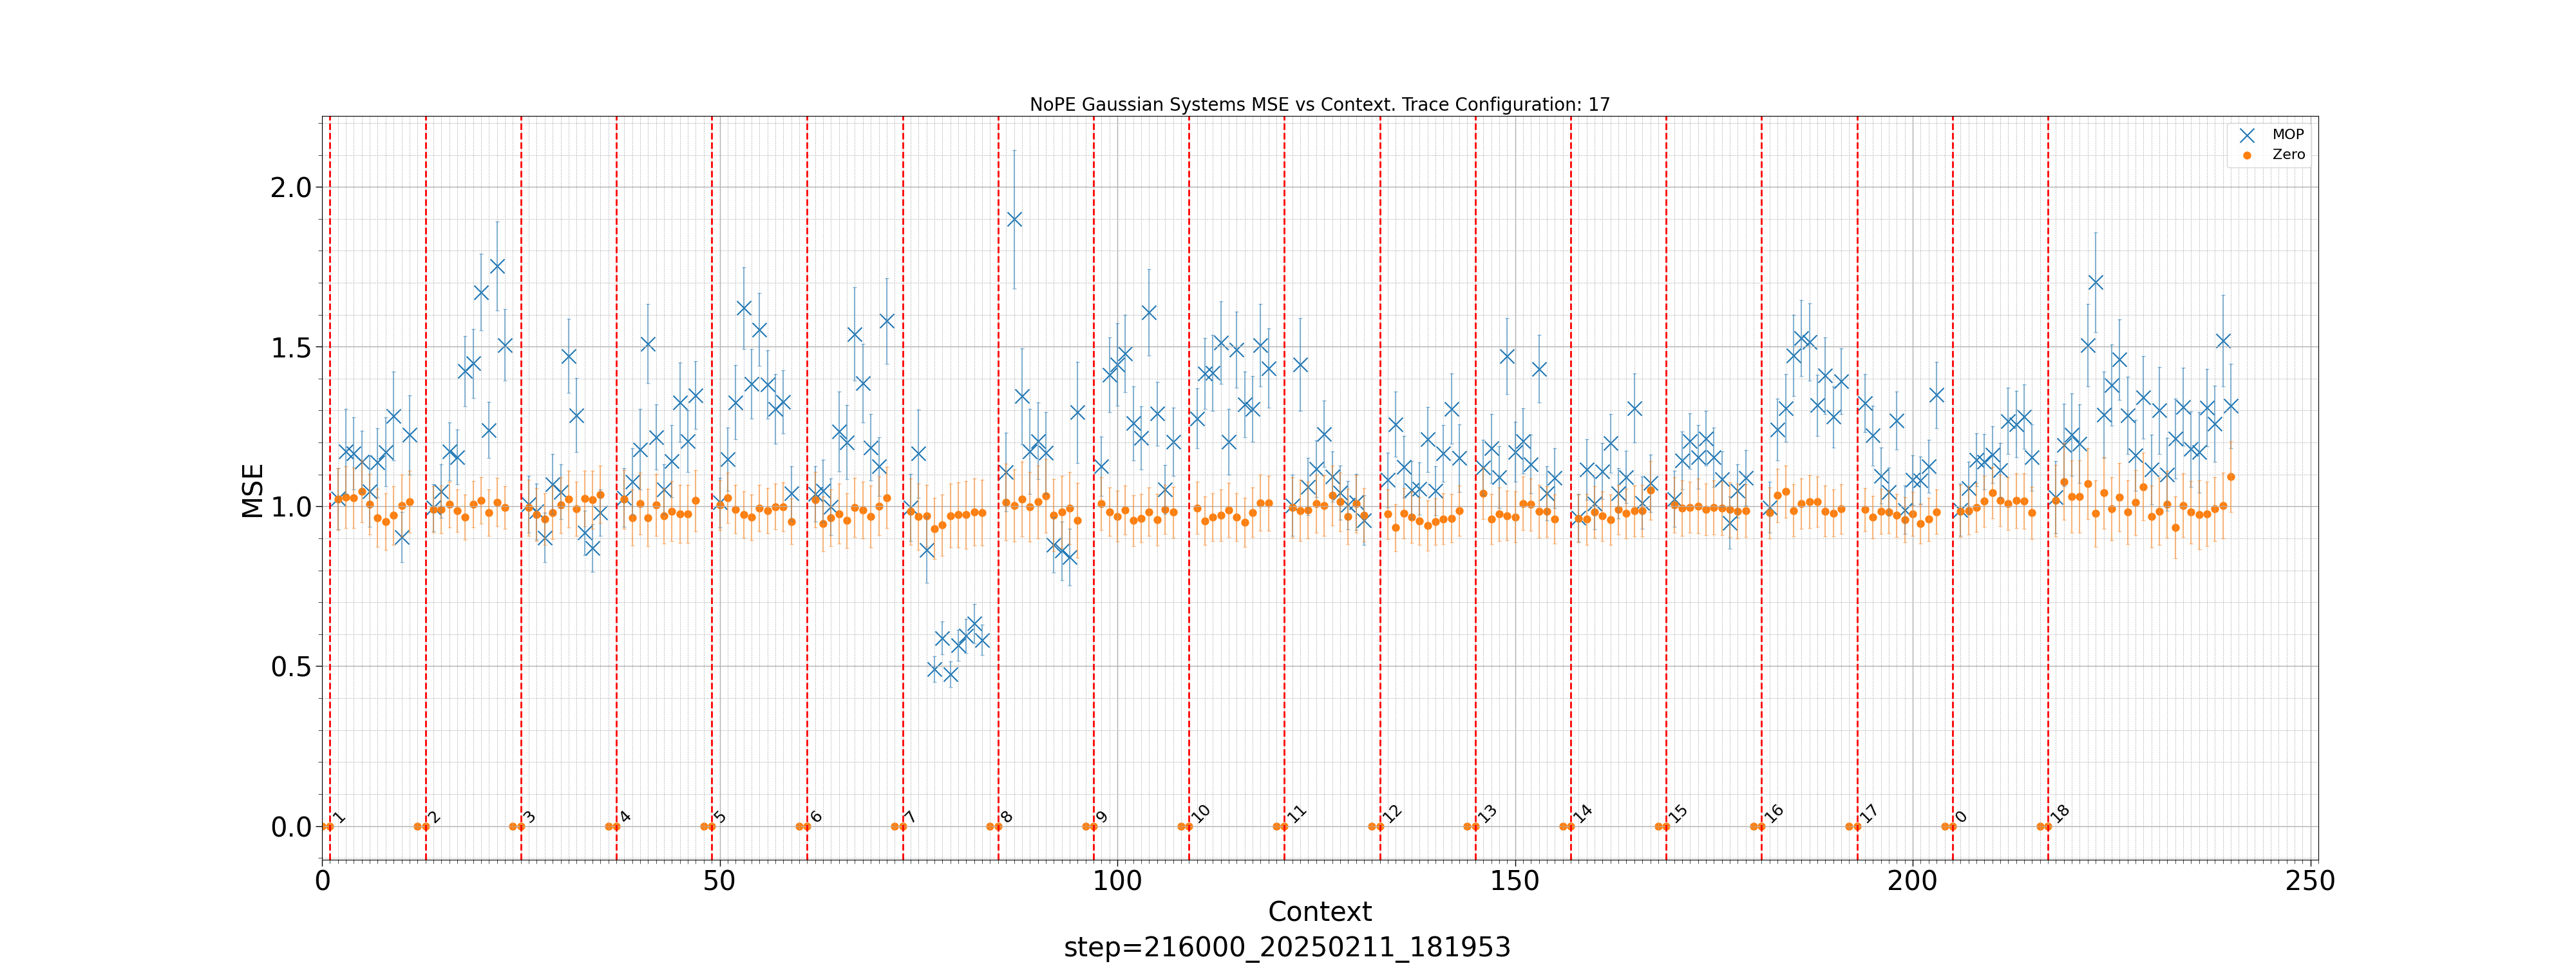 NoPE Gaussian Systems MSE vs Context. Trace Configuration: 17
MOP
Zero
2.0
1.5
1.0
0.5
0.0
MSE
1 2 3 4 5 6 7 8 9 10 11 12 13 14 15 16 17 0 18
0 50 100 150 200 250
Context
step=216000_20250211_181953